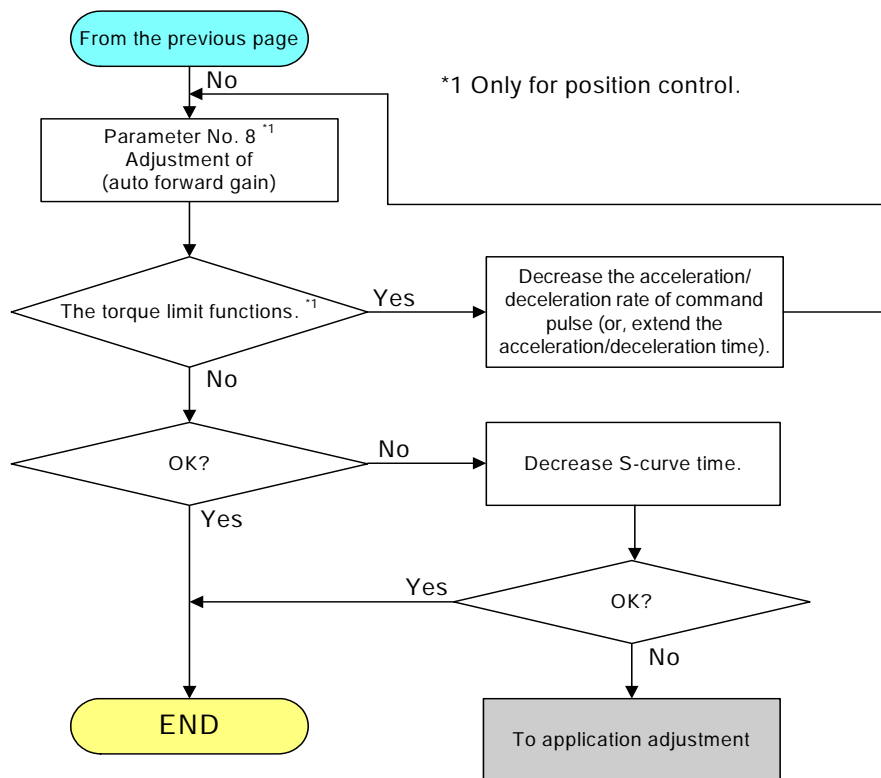 From the previous page
No
*1 Only for position control.
Parameter No. 8 *1
Adjustment of
(auto forward gain)
The torque limit functions. *1
Yes
Decrease the acceleration/
deceleration rate of command
pulse (or, extend the
acceleration/deceleration time).
No
OK?
No
Decrease S-curve time.
Yes
Yes
OK?
No
END
To application adjustment